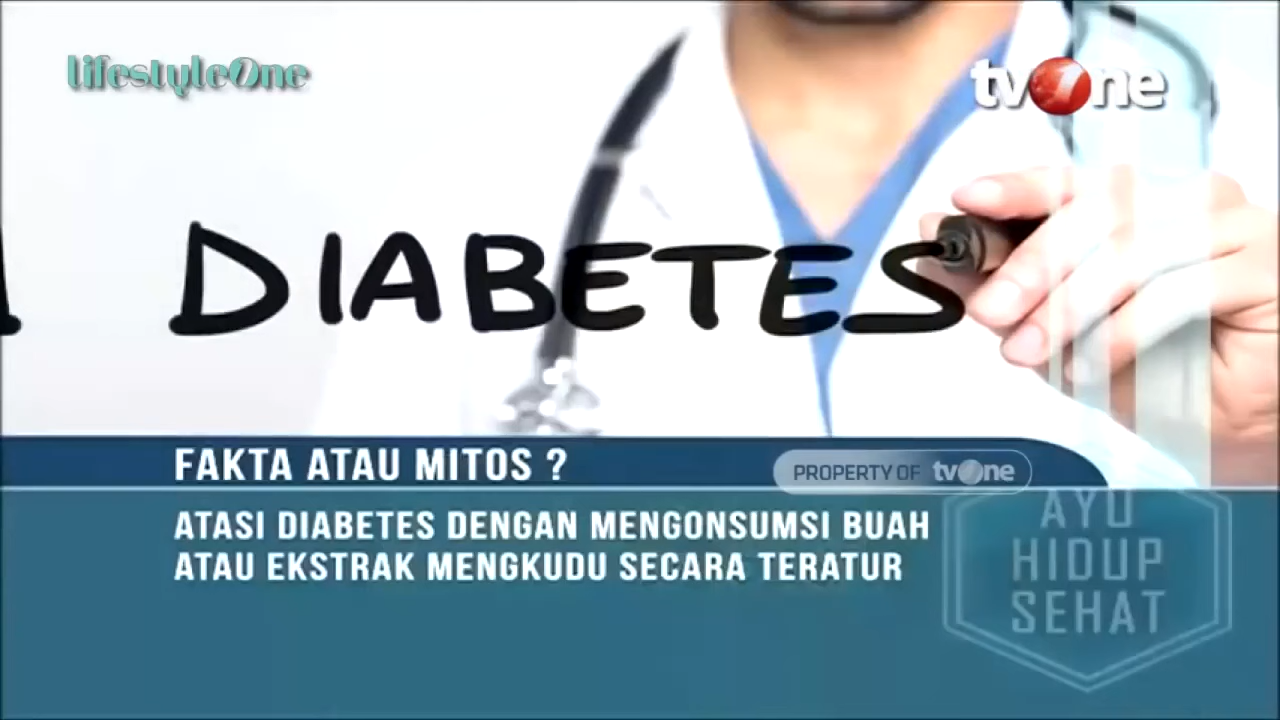 lifestyleOne
tvOne
DIABETES
FAKTA ATAU MITOS ?
PROPERTY OF tvOne
ATASI DIABETES DENGAN MENGONSUMSI BUAH
ATAU EKSTRAK MENGKUDU SECARA TERATUR
AYO
HIDUP
SEHAT